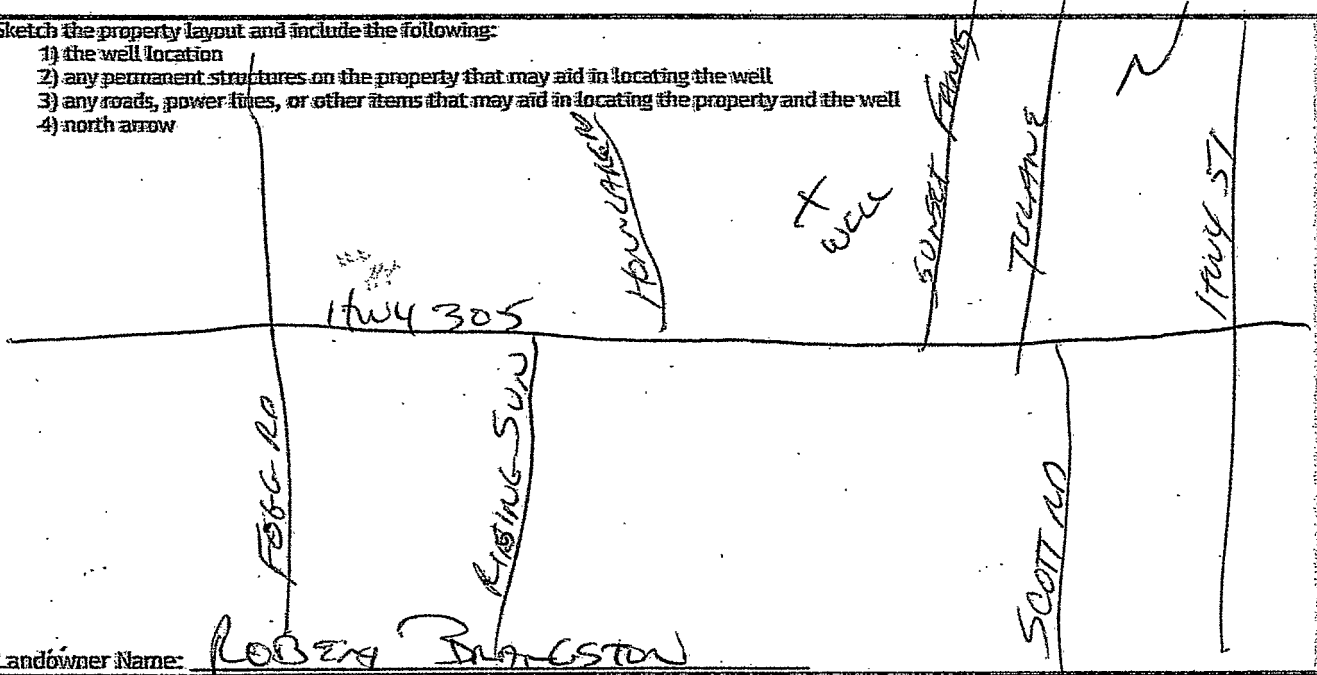 Sketch the property layout and include the following:
1) the well location
2) any permanent structures on the property that may aid in locating the well
3) any roads, power lines, or other items that may aid in locating the property and the well
4) north arrow
N
SUNSET FARMS
TULANE
HWY 51
X
WELL
HWY 305
FOGG RD
RISING SUN
SCOTT RD
Landowner Name: ROBERT